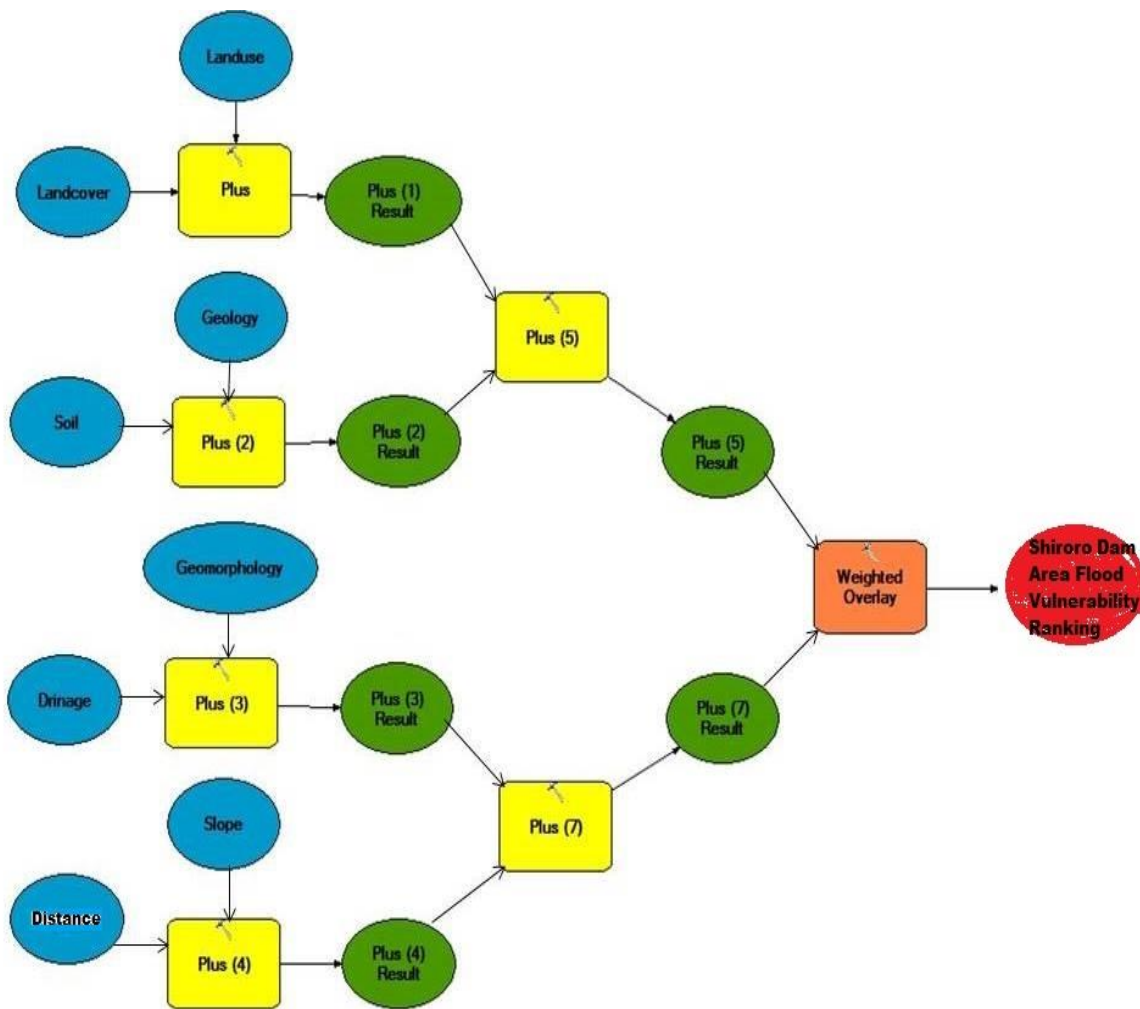 Landuse
Landcover
Plus
Plus (1)
Result
Geology
Soil
Plus (2)
Plus (2)
Result
Plus (5)
Plus (5)
Result
Geomorphology
Drinage
Plus (3)
Plus (3)
Result
Slope
Distance
Plus (4)
Plus (4)
Result
Plus (7)
Plus (7)
Result
Weighted
Overlay
Shiroro Dam
Area Flood
Vulnerability
Ranking